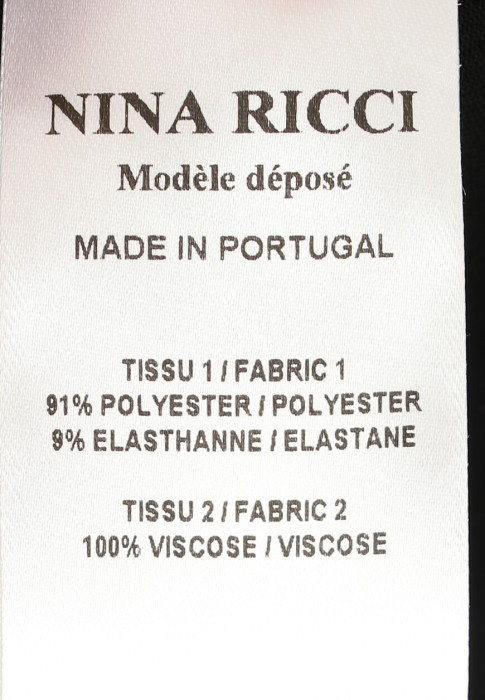 NINA RICCI
Modèle déposé
MADE IN PORTUGAL
TISSU 1 / FABRIC 1
91% POLYESTER / POLYESTER
9% ELASTHANNE / ELASTANE
TISSU 2 / FABRIC 2
100% VISCOSE / VISCOSE